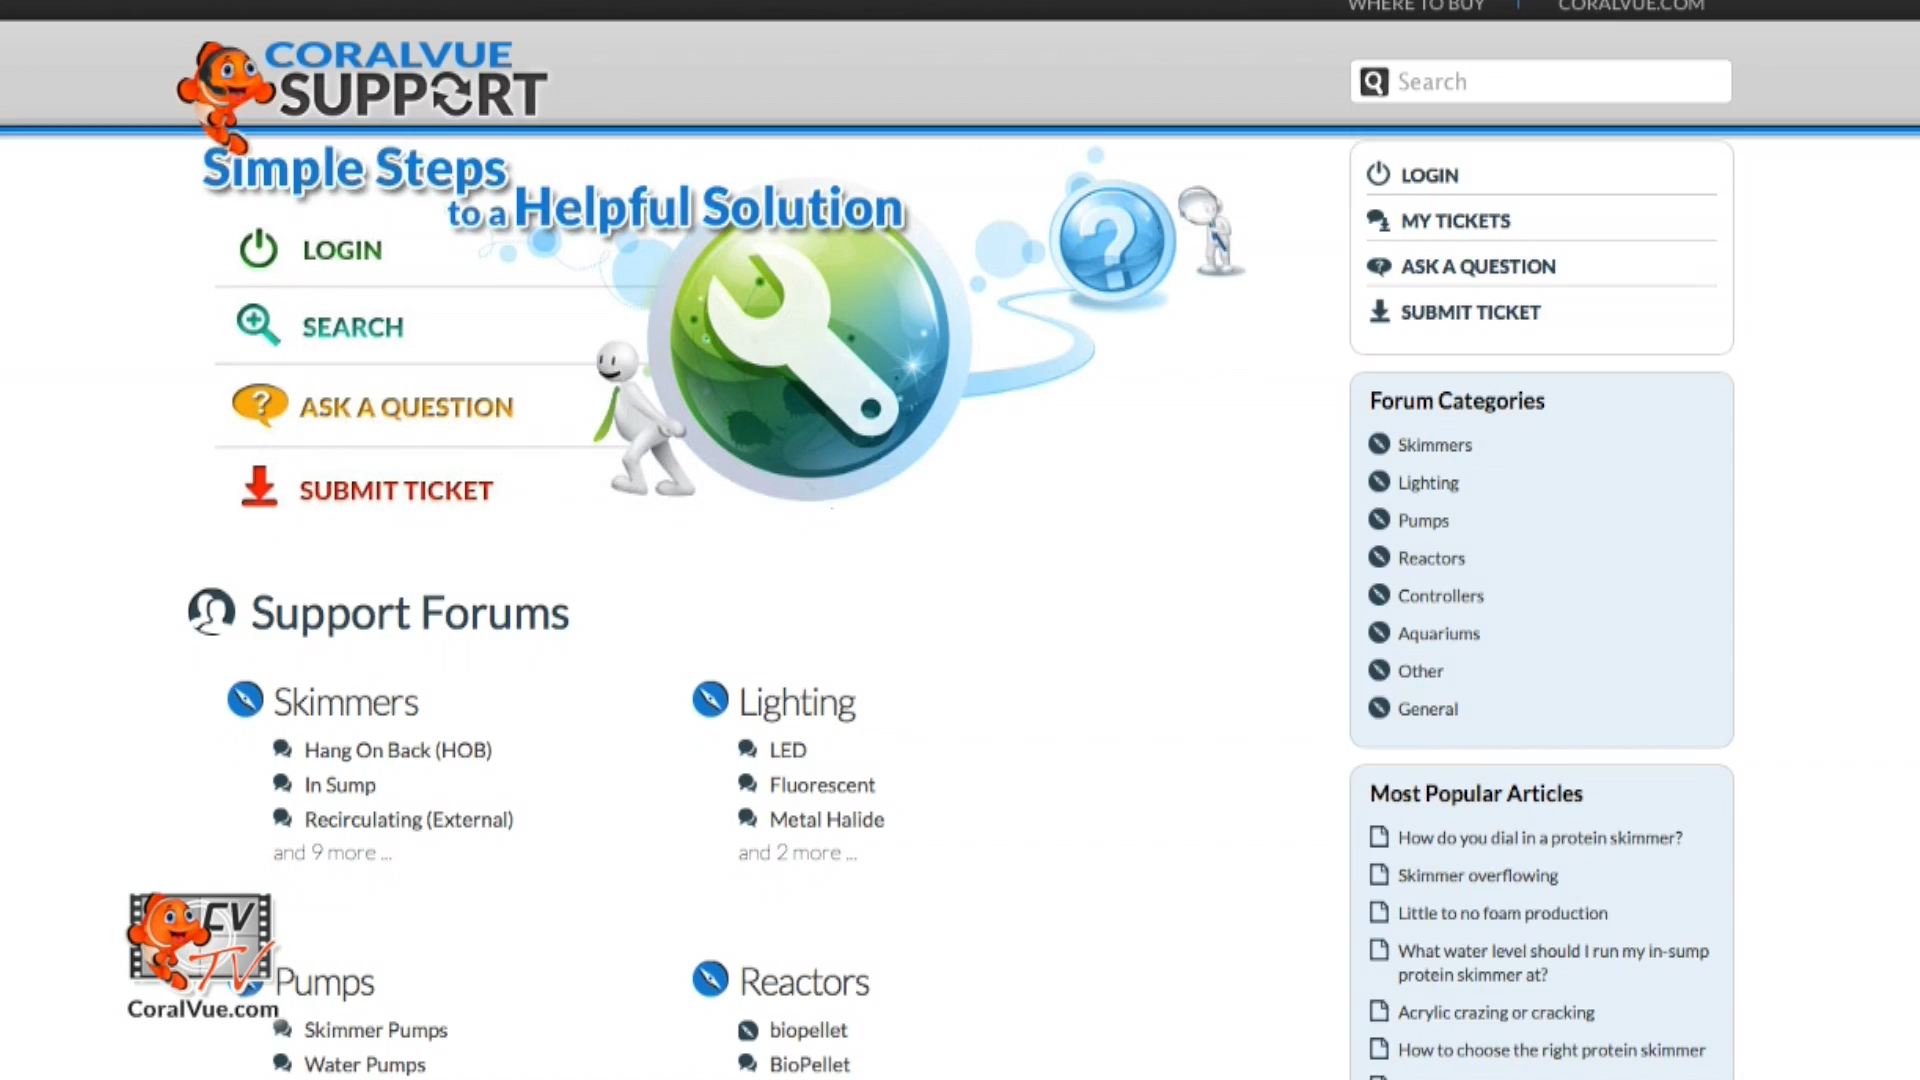 WHERE TO BUY
CORALVUE.COM
CORALVUE
SUPPORT
Search
Simple Steps
to a Helpful Solution
LOGIN
SEARCH
ASK A QUESTION
SUBMIT TICKET
LOGIN
MY TICKETS
ASK A QUESTION
SUBMIT TICKET
Forum Categories
Skimmers
Lighting
Pumps
Reactors
Controllers
Aquariums
Other
General
Support Forums
Skimmers
Hang On Back (HOB)
In Sump
Recirculating (External)
and 9 more ...
Lighting
LED
Fluorescent
Metal Halide
and 2 more ...
Most Popular Articles
How do you dial in a protein skimmer?
Skimmer overflowing
Little to no foam production
What water level should I run my in-sump
protein skimmer at?
Acrylic crazing or cracking
How to choose the right protein skimmer
CV
TV
CoralVue.com
Pumps
Skimmer Pumps
Water Pumps
Reactors
biopellet
BioPellet